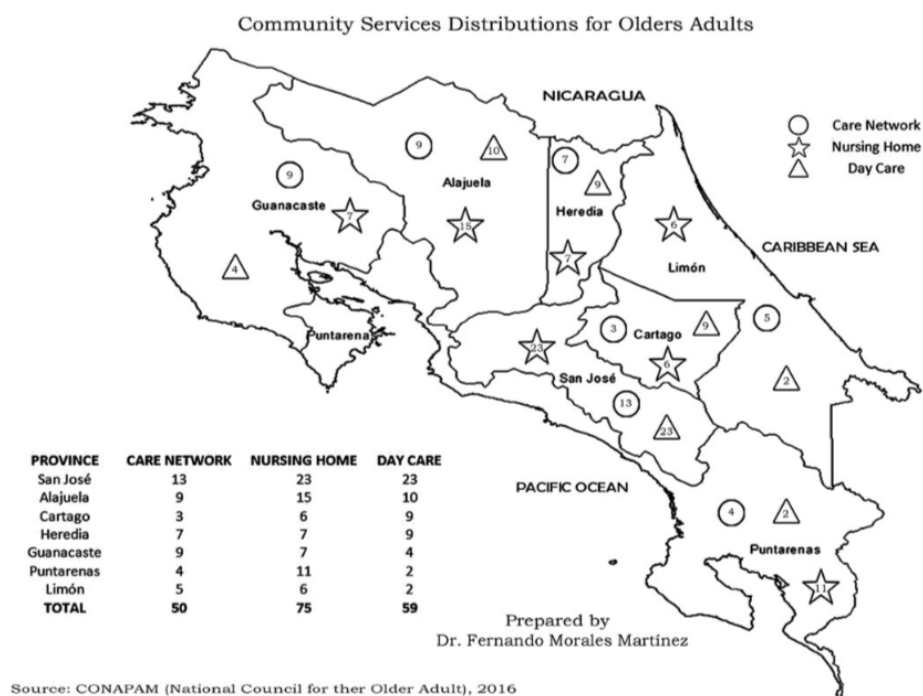 Community Services Distributions for Olders Adults
NICARAGUA
Care Network
Nursing Home
Day Care
9
10
7
9
9
Alajuela
Guanacaste
7
15
Heredia
6
7
CARIBBEAN SEA
Limón
4
Puntarena
5
3
Cartago
9
23
6
San José
2
13
23
PROVINCE CARE NETWORK NURSING HOME DAY CARE
San José 13 23 23
Alajuela 9 15 10
Cartago 3 6 9
Heredia 7 7 9
Guanacaste 9 7 4
Puntarenas 4 11 2
Limón 5 6 2
TOTAL 50 75 59
PACIFIC OCEAN
4
2
Puntarenas
11
Prepared by
Dr. Fernando Morales Martínez
Source: CONAPAM (National Council for ther Older Adult), 2016